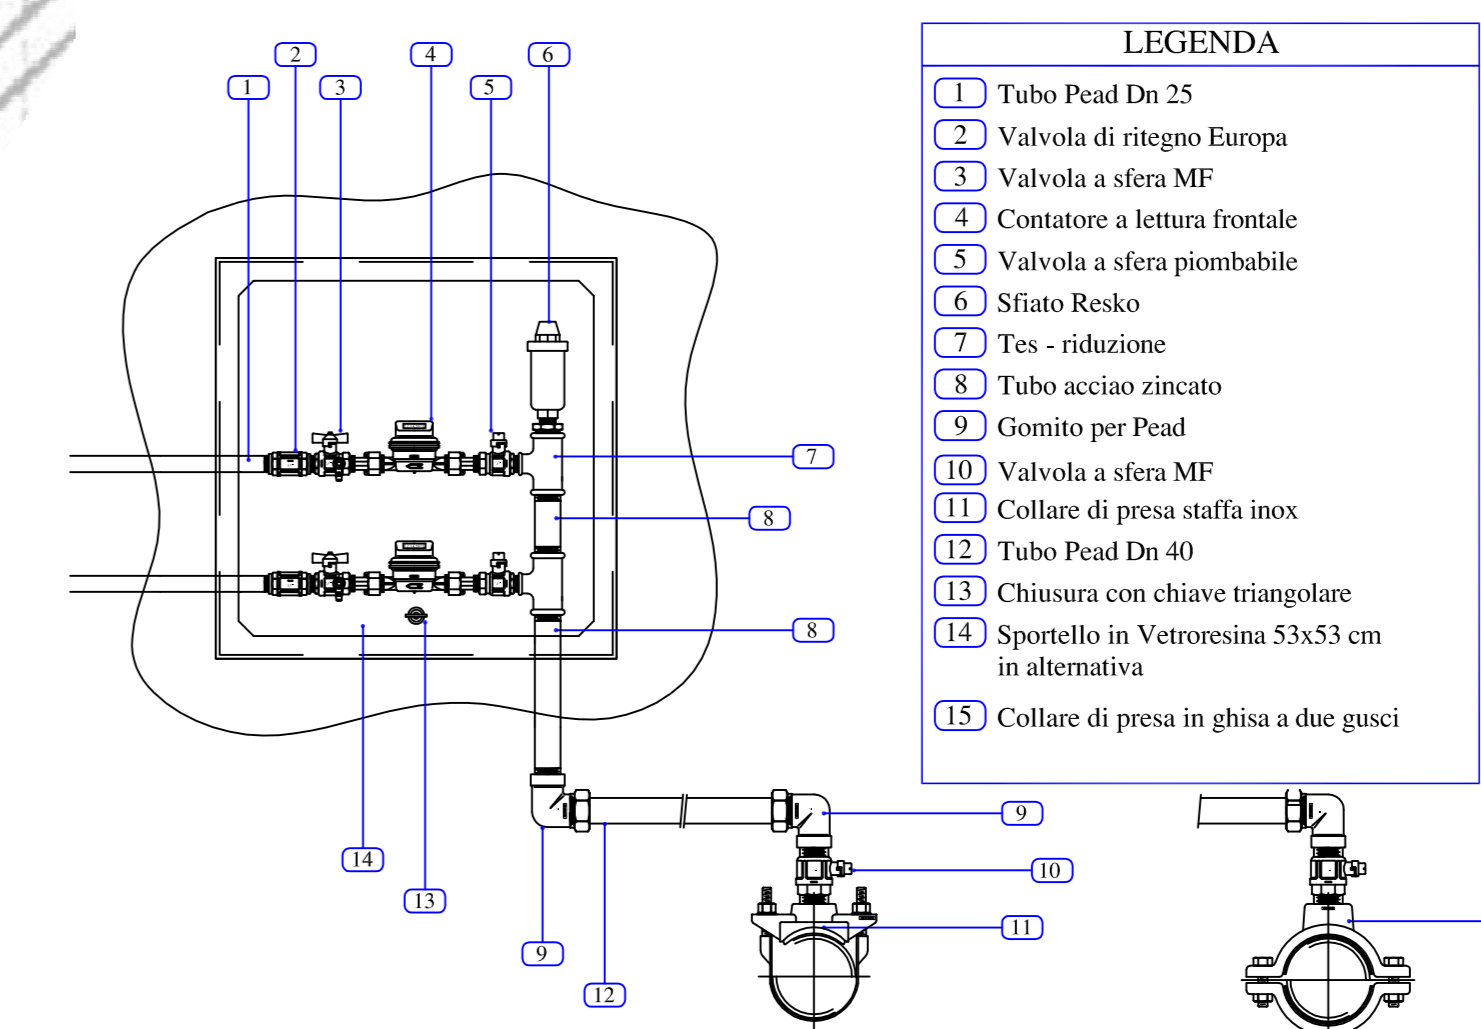 2
4
6
1
3
5
7
8
8
14
13
9
12
9
10
11
LEGENDA
1 Tubo Pead Dn 25
2 Valvola di ritegno Europa
3 Valvola a sfera MF
4 Contatore a lettura frontale
5 Valvola a sfera piombabile
6 Sfiato Resko
7 Tes - riduzione
8 Tubo acciao zincato
9 Gomito per Pead
10 Valvola a sfera MF
11 Collare di presa staffa inox
12 Tubo Pead Dn 40
13 Chiusura con chiave triangolare
14 Sportello in Vetroresina 53x53 cm
in alternativa
15 Collare di presa in ghisa a due gusci